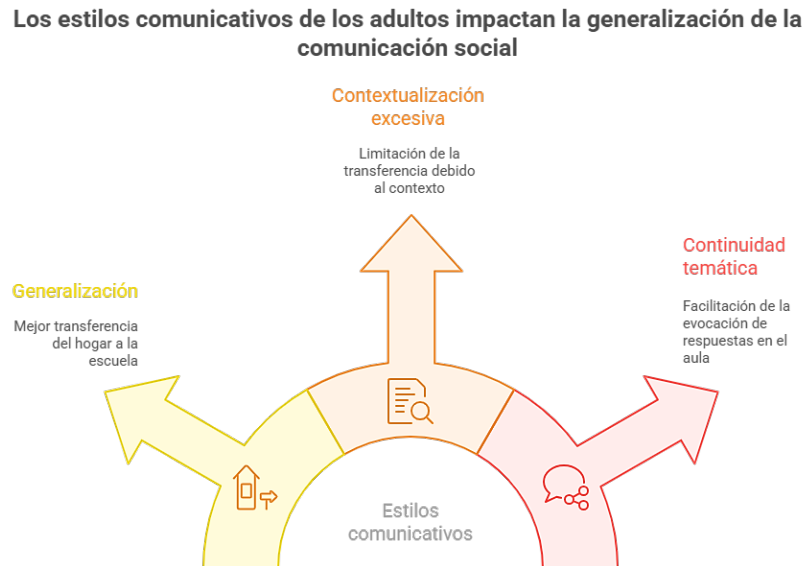 Los estilos comunicativos de los adultos impactan la generalización de la
comunicación social
Contextualización
excesiva
Limitación de la
transferencia debido
al contexto
Continuidad
temática
Facilitación de la
evocación de
respuestas en el
aula
Generalización
Mejor transferencia
del hogar a la
escuela
Estilos
comunicativos